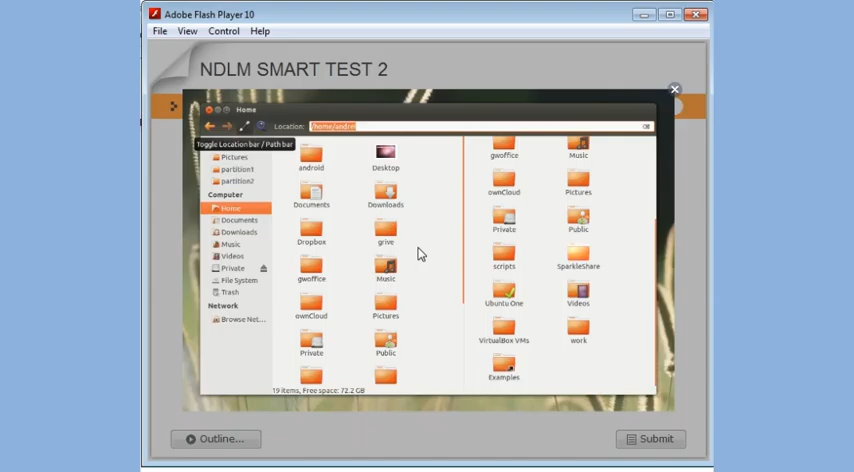 Adobe Flash Player 10
File View Control Help
NDLM SMART TEST 2
Home
Location: /home/andrei
Toggle Location bar / Path bar
Pictures
partition1
partition2
Computer
Home
Documents
Downloads
Music
Videos
Private
File System
Trash
Network
Browse Net...
android Desktop
Documents Downloads
Dropbox grive
gwoffice Music
ownCloud Pictures
Private Public
19 items, Free space: 72.2 GB
gwoffice Music
ownCloud Pictures
Private Public
scripts SparkleShare
Ubuntu One Videos
VirtualBox VMs work
Examples
Outline...
Submit